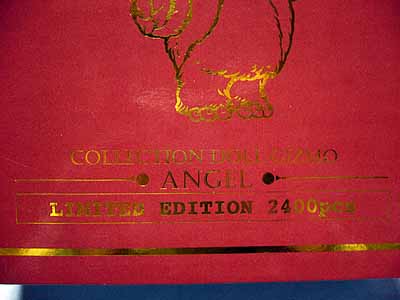 COLLECTION DOLL GIZMO
ANGEL
LIMITED EDITION 2400pcs